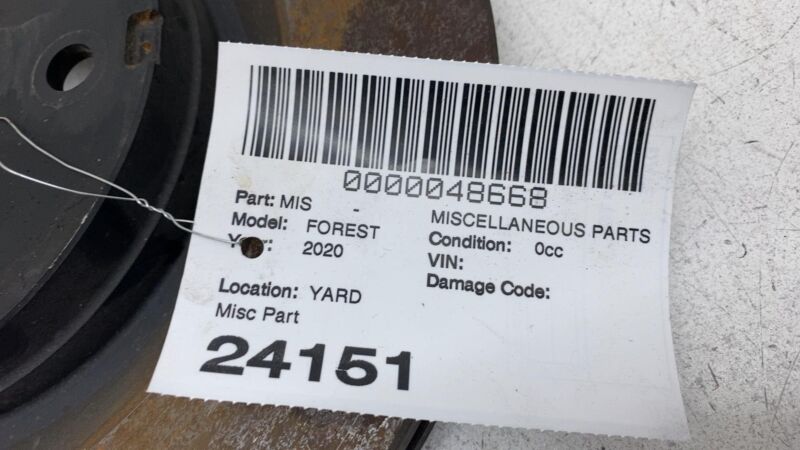 0000048668
Part: MIS - MISCELLANEOUS PARTS
Model: FOREST Condition: 0cc
2020 VIN:
Damage Code:
Location: YARD
Misc Part
24151